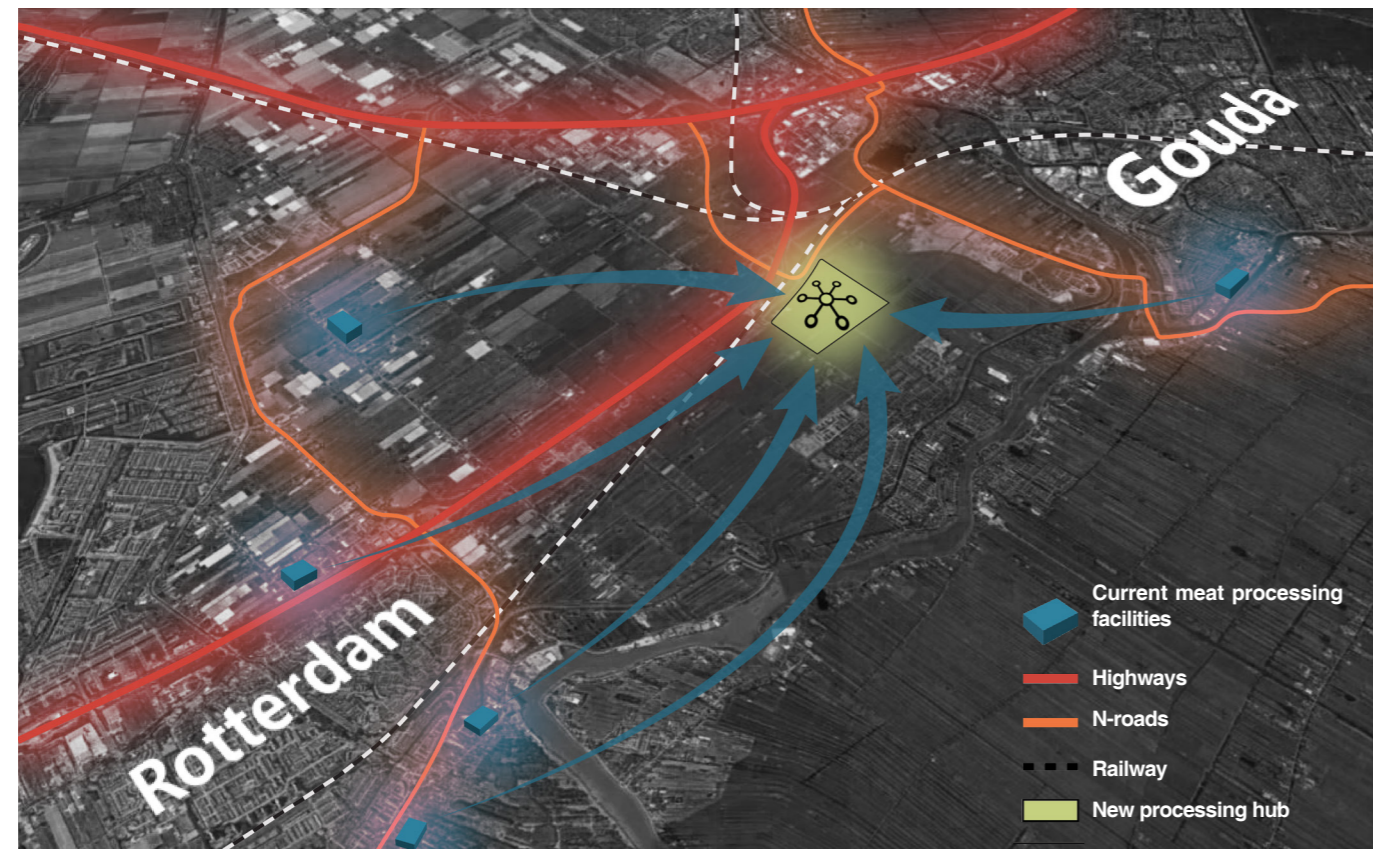 Gouda
Rotterdam
Current meat processing
facilities
Highways
N-roads
Railway
New processing hub